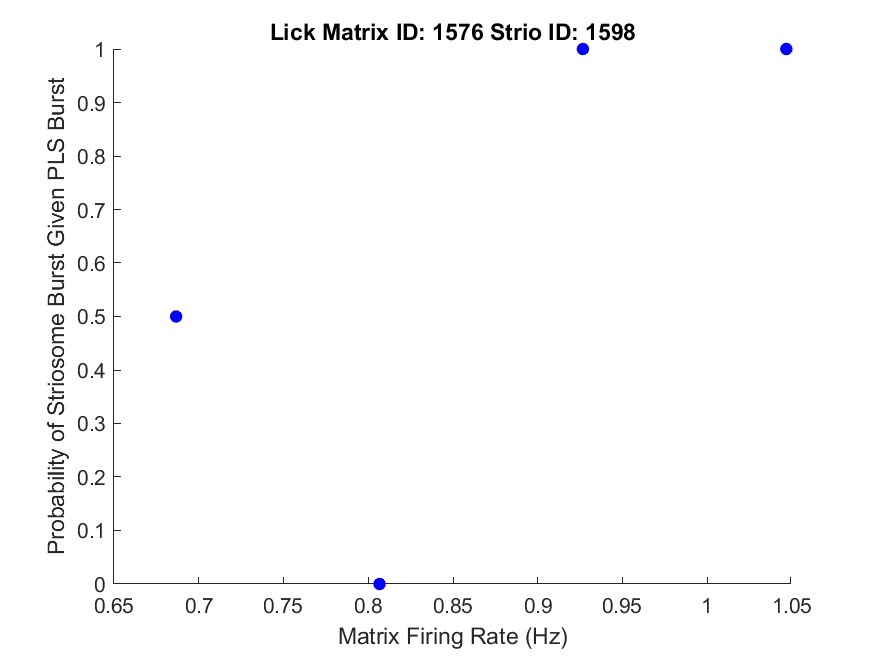 Lick Matrix ID: 1576 Strio ID: 1598
Probability of Striosome Burst Given PLS Burst
1
0.9
0.8
0.7
0.6
0.5
0.4
0.3
0.2
0.1
0
0.65 0.7 0.75 0.8 0.85 0.9 0.95 1 1.05
Matrix Firing Rate (Hz)